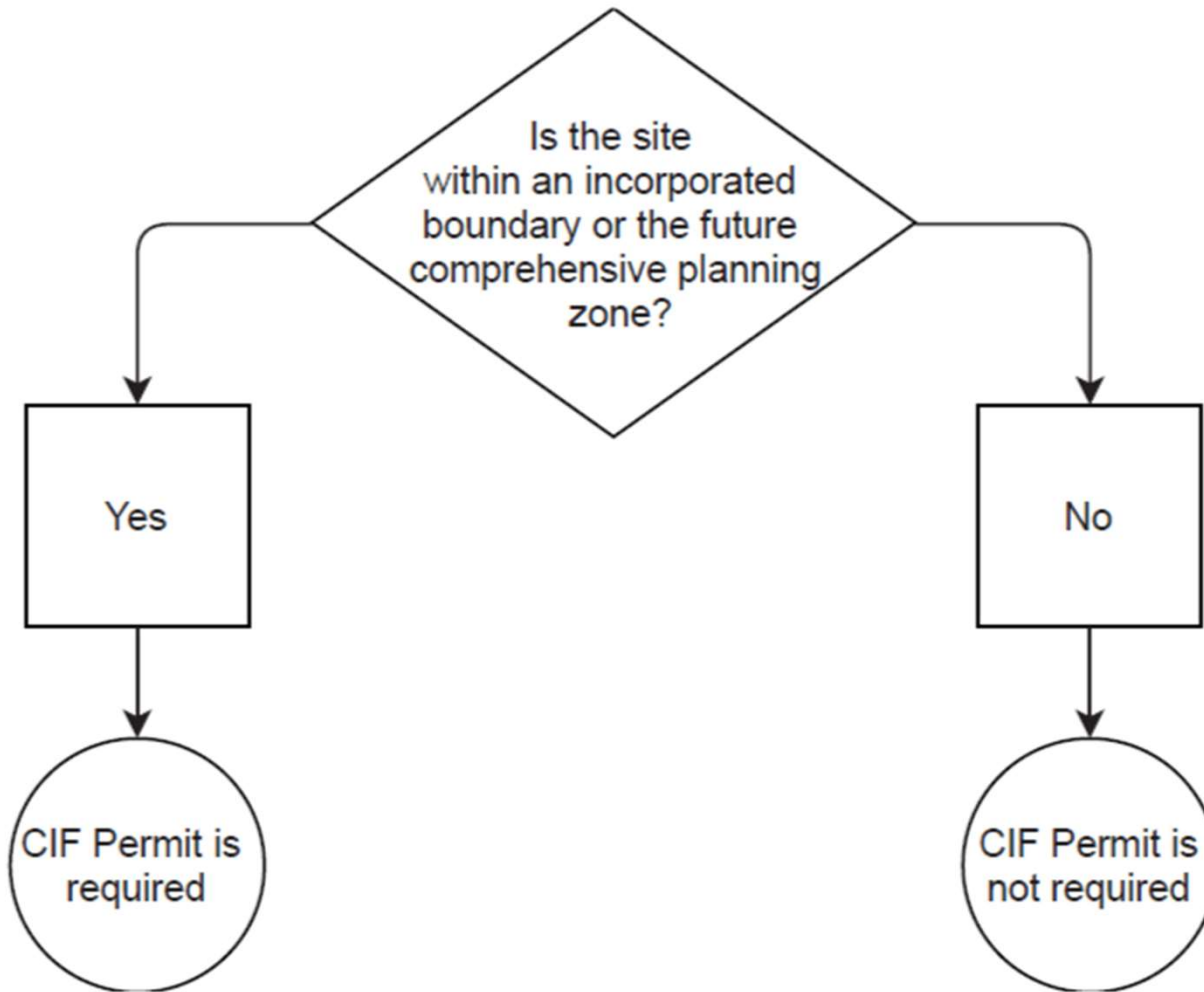 Is the site
within an incorporated
boundary or the future
comprehensive planning
zone?
Yes
No
CIF Permit is
required
CIF Permit is
not required